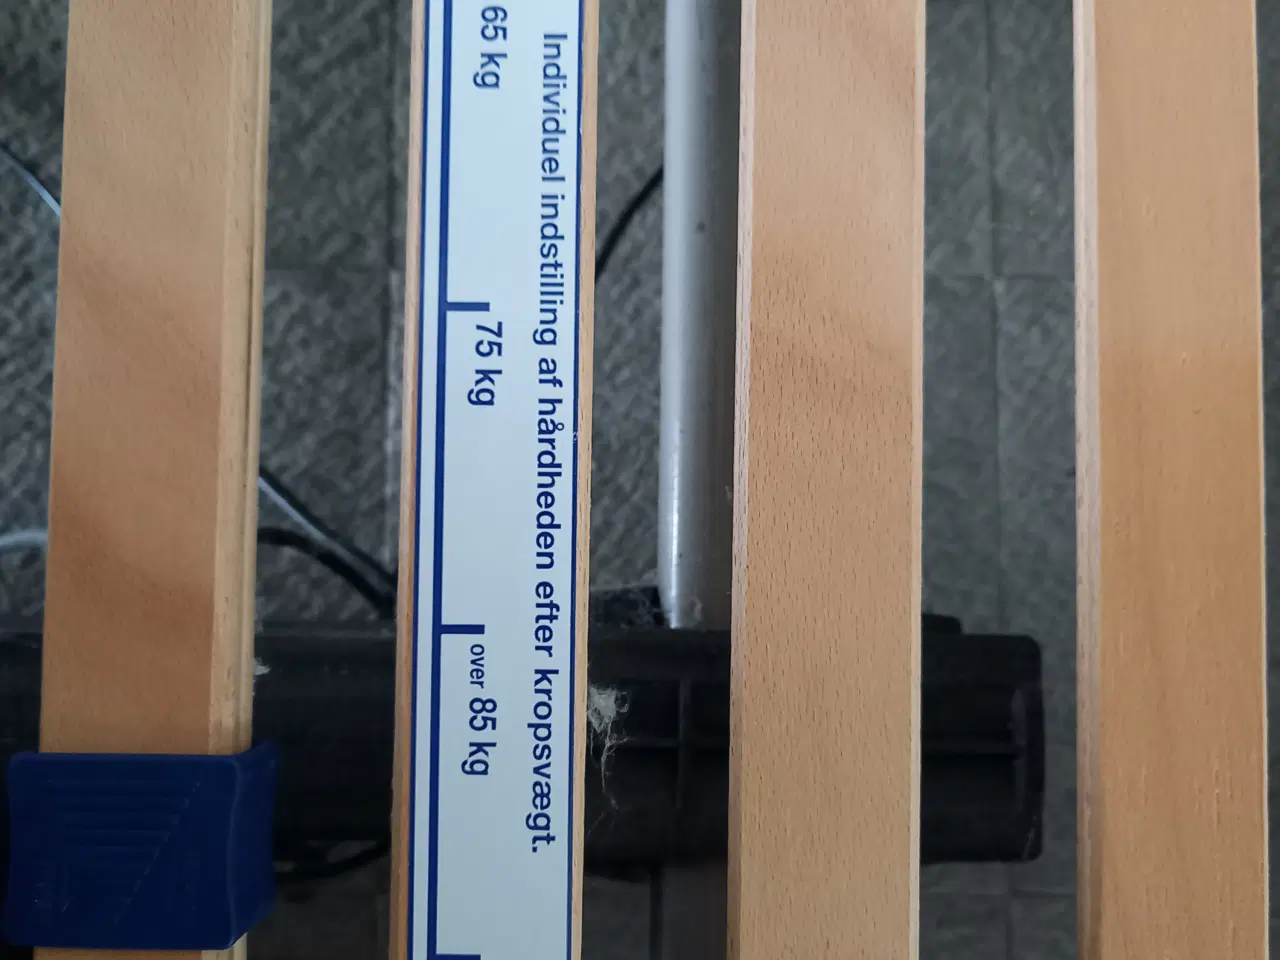 Individuel indstilling af hårdheden efter kropsvægt.
65 kg 75 kg over 85 kg